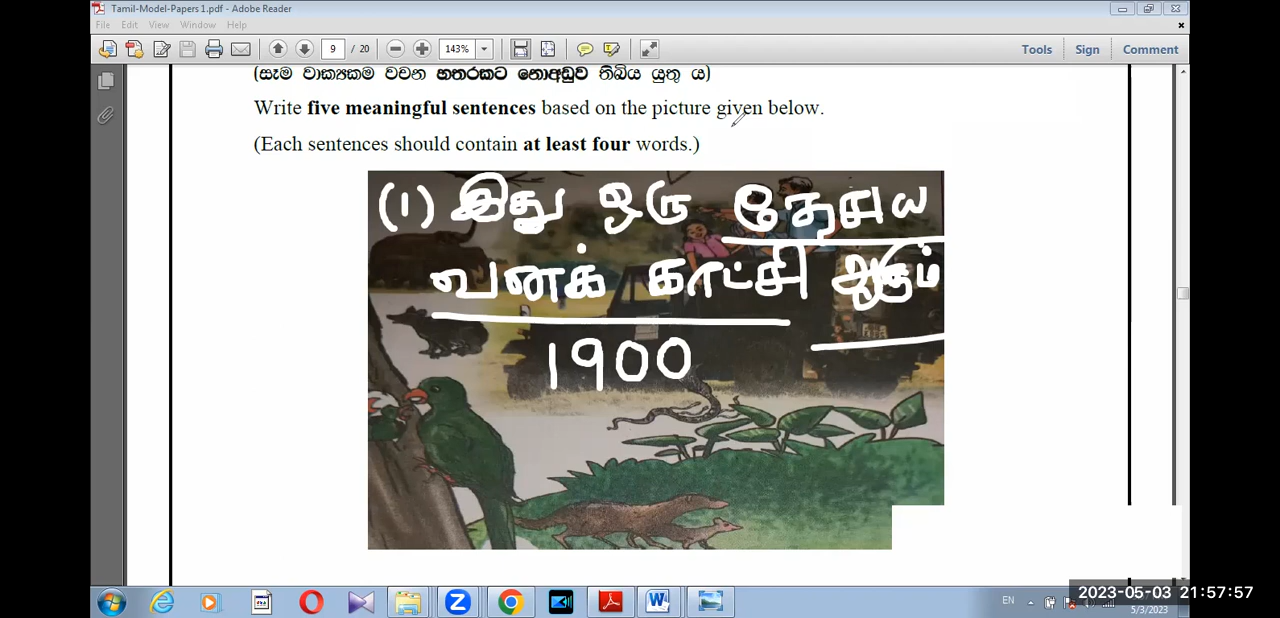 Tamil-Model-Papers 1.pdf - Adobe Reader
File Edit View Window Help
9 / 20 143% Tools Sign Comment
(සෑම වාක්‍යකම වචන හතරකට නොඅඩුව තිබිය යුතු ය)
Write five meaningful sentences based on the picture given below.
(Each sentences should contain at least four words.)
(1) இது ஒரு தேசிய
வனக் காட்சி ஆகும்
1900
EN
2023-05-03 21:57:57
5/3/2023